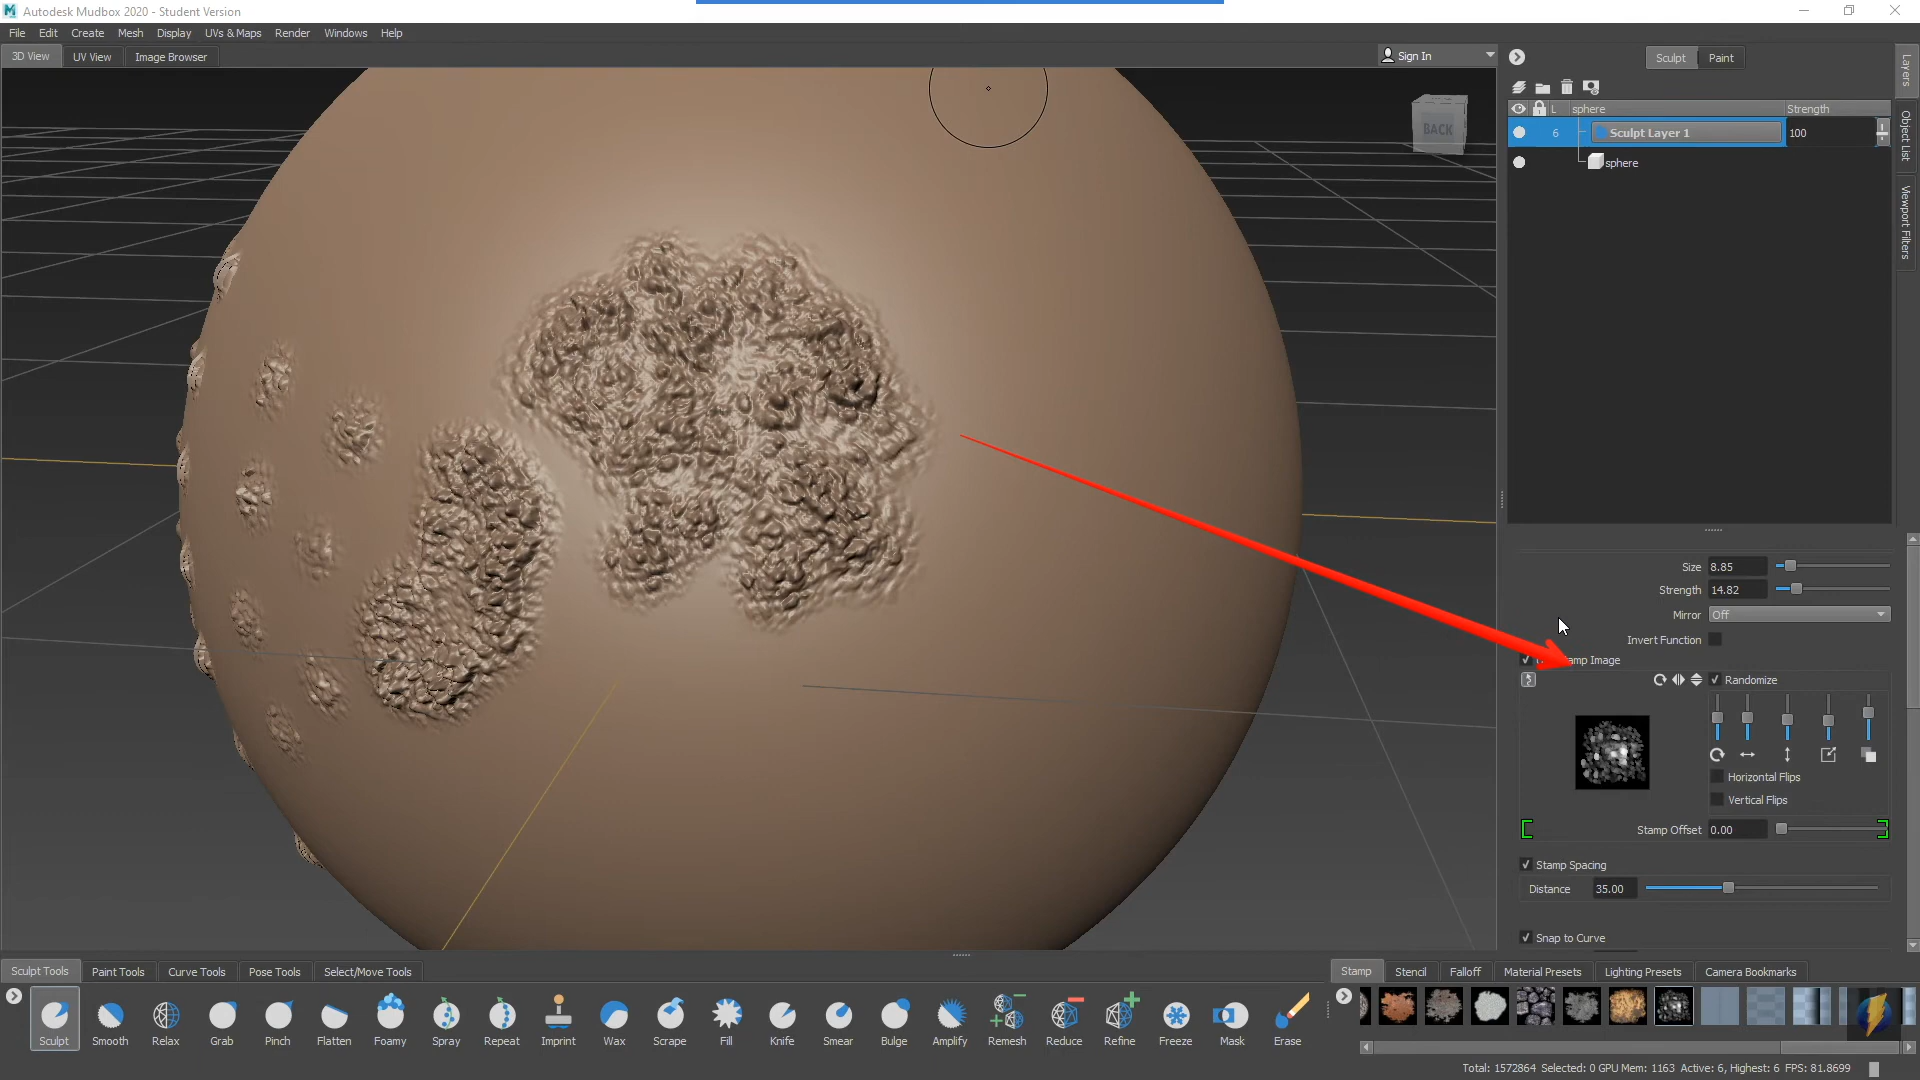 Autodesk Mudbox 2020 - Student Version
File Edit Create Mesh Display UVs & Maps Render Windows Help
3D View UV View Image Browser
Sign In
Sculpt Paint
L sphere Strength
6 Sculpt Layer 1 100
sphere
Layers
Object List
Viewport Filters
BACK
Size 8.85
Strength 14.82
Mirror Off
Invert Function
Image
Randomize
Horizontal Flips
Vertical Flips
Stamp Offset 0.00
Stamp Spacing
Distance 35.00
Snap to Curve
Sculpt Tools Paint Tools Curve Tools Pose Tools Select/Move Tools
Stamp Stencil Falloff Material Presets Lighting Presets Camera Bookmarks
Sculpt Smooth Relax Grab Pinch Flatten Foamy Spray Repeat Imprint Wax Scrape Fill Knife Smear Bulge Amplify Remesh Reduce Refine Freeze Mask Erase
Total: 1572864 Selected: 0 GPU Mem: 1163 Active: 6, Highest: 6 FPS: 81.8699